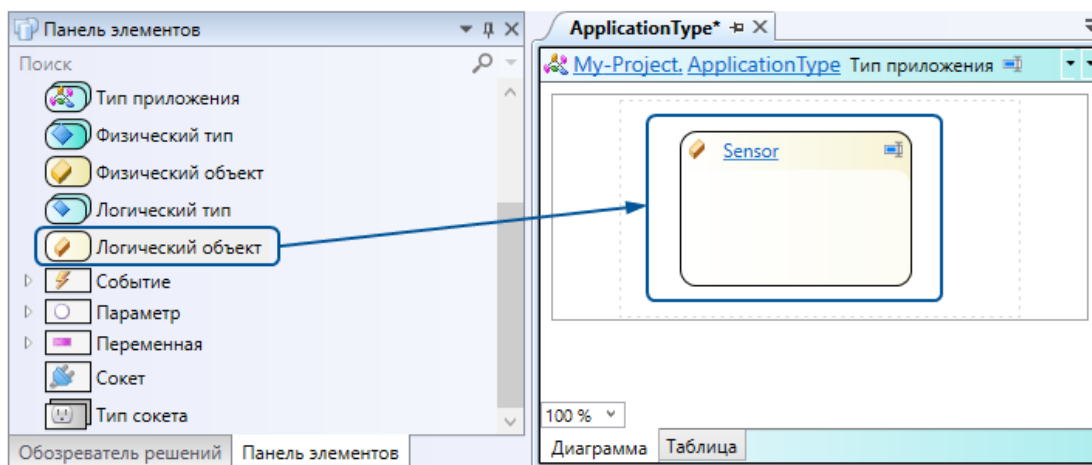 Панель элементов
Поиск
Тип приложения
Физический тип
Физический объект
Логический тип
Логический объект
Событие
Параметр
Переменная
Сокет
Тип сокета
Обозреватель решений Панель элементов
ApplicationType*
My-Project. ApplicationType Тип приложения
Sensor
100 %
Диаграмма Таблица